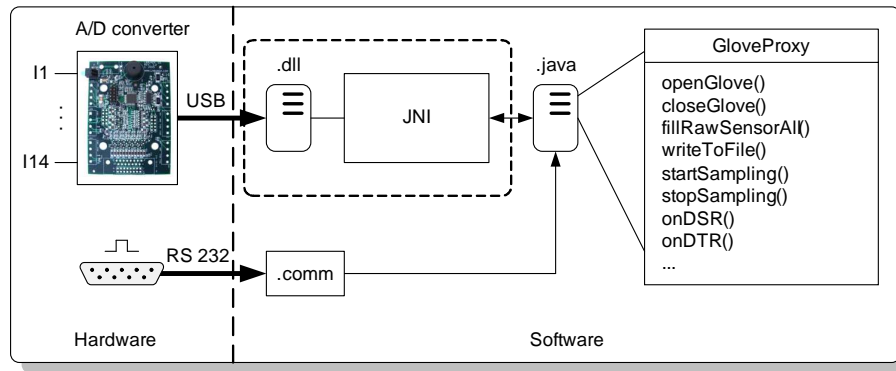 A/D converter
I1
I14
USB
.dll
JNI
.java
GloveProxy
openGlove()
closeGlove()
fillRawSensorAll()
writeToFile()
startSampling()
stopSampling()
onDSR()
onDTR()
...
RS 232
.comm
Hardware
Software